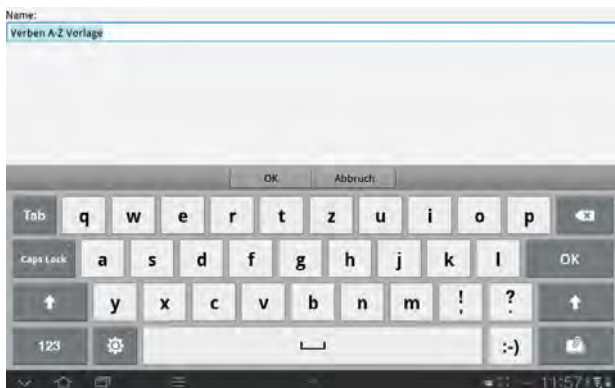 Name:
Verben A-Z Vorlage
OK Abbruch
Tab q w e r t z u i o p
Caps Lock a s d f g h j k l OK
y x c v b n m ! , ? .
123 :-)
11:57